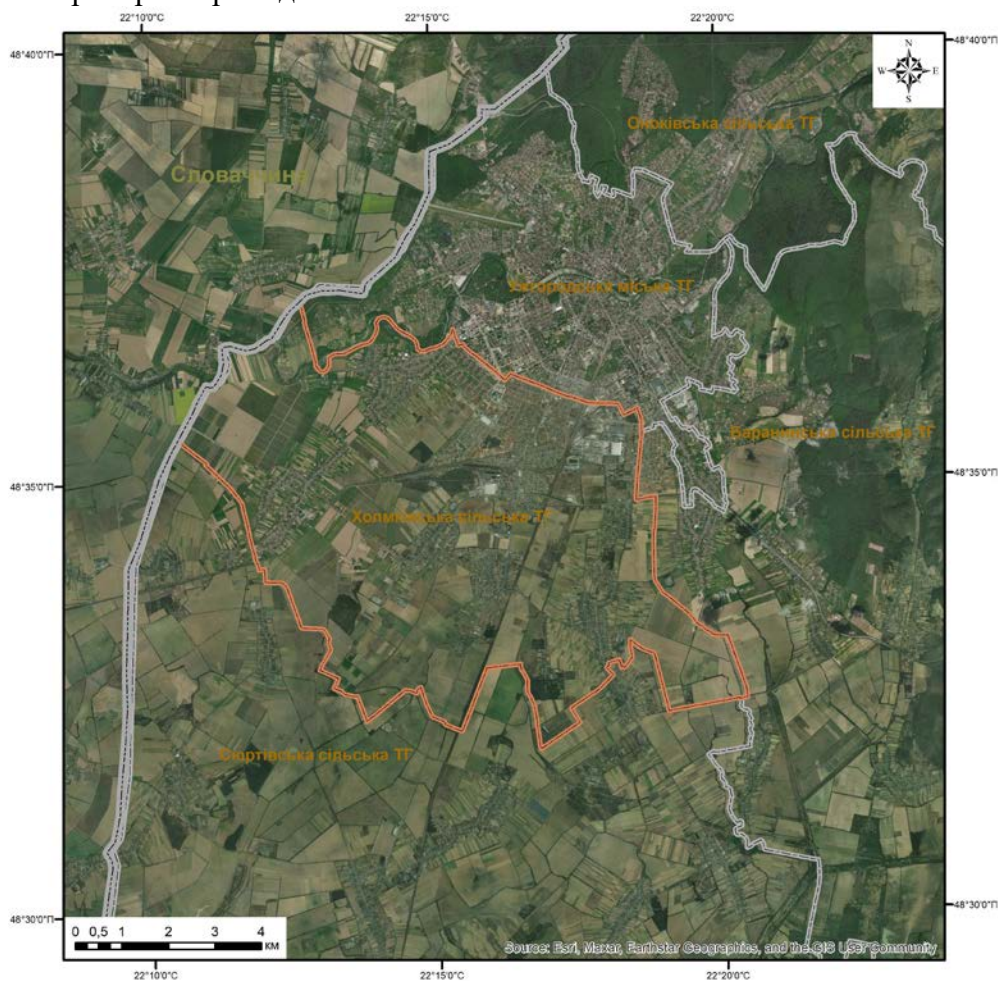 22°10'0"С 22°15'0"С 22°20'0"С
48°40'0"П 48°40'0"П
N
W E
S
Оноківська сільська ТГ
Словаччина
Ужгородська міська ТГ
Баранинська сільська ТГ
48°35'0"П 48°35'0"П
Холмківська сільська ТГ
Сюртівська сільська ТГ
48°30'0"П 48°30'0"П
0 0,5 1 2 3 4
КМ
Source: Esri, Maxar, Earthstar Geographics, and the GIS User Community
22°10'0"С 22°15'0"С 22°20'0"С